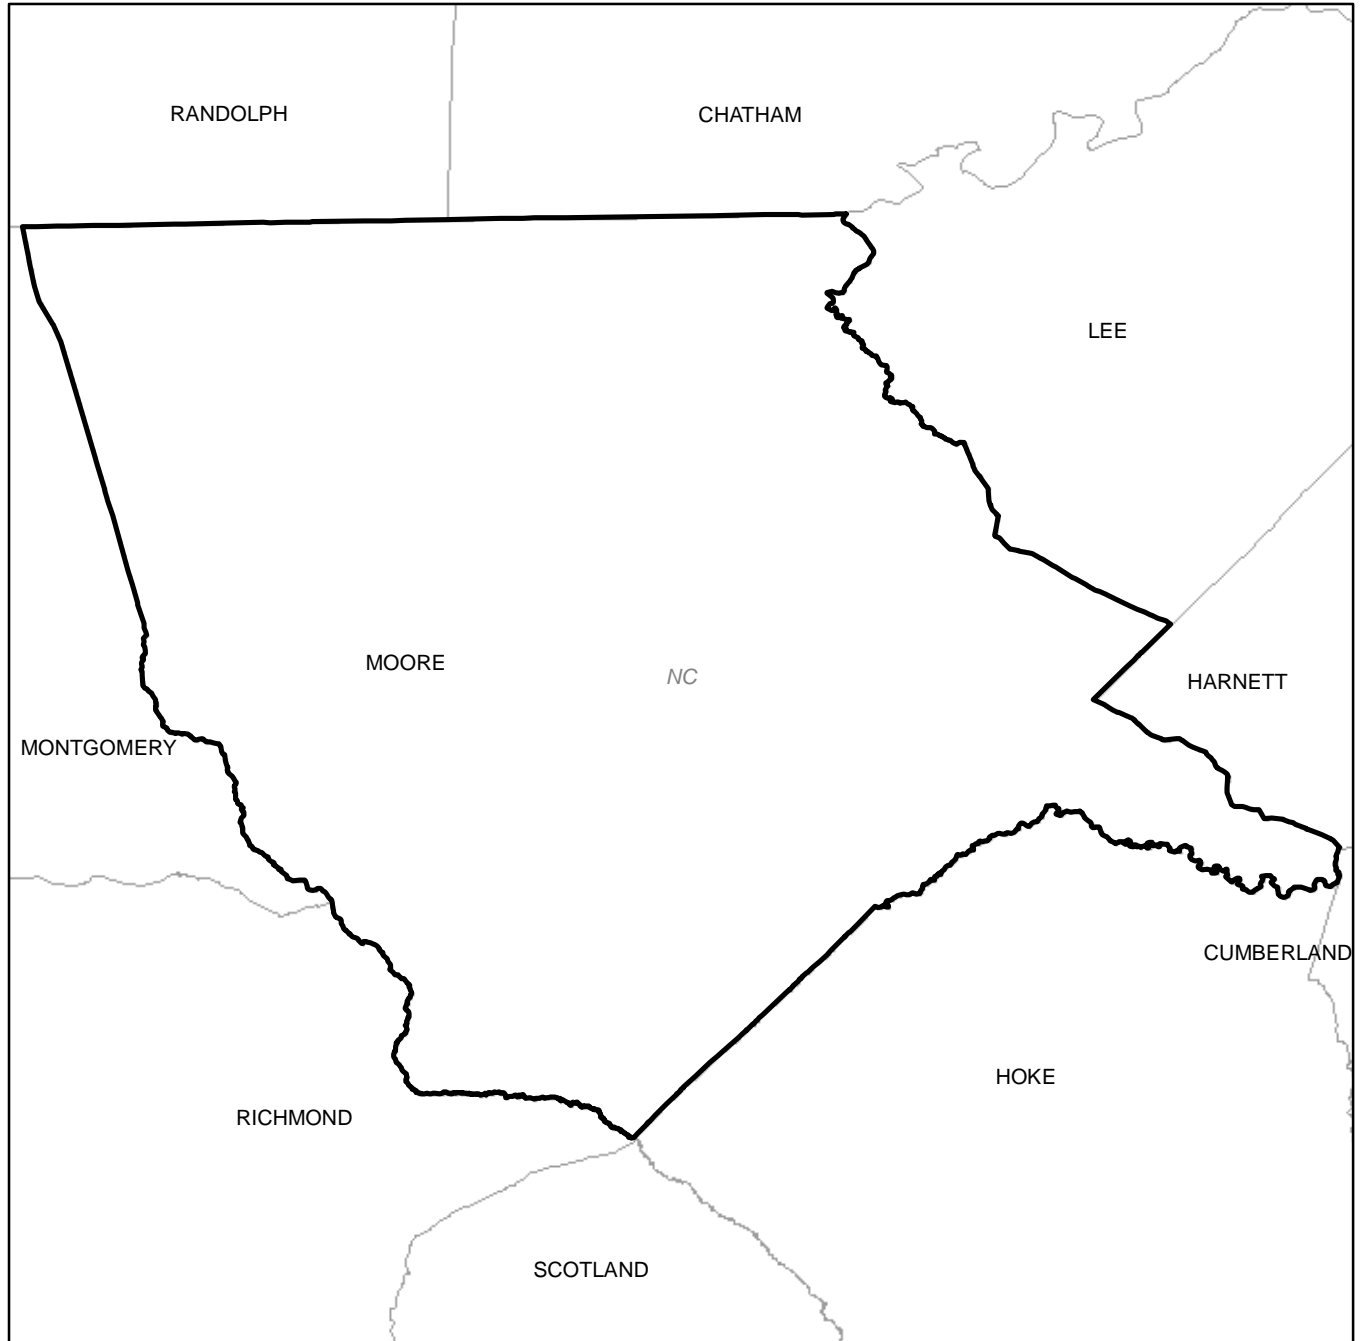 RANDOLPH
CHATHAM
LEE
MOORE
NC
HARNETT
MONTGOMERY
CUMBERLAND
HOKE
RICHMOND
SCOTLAND